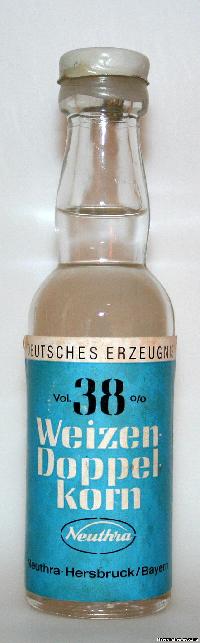 DEUTSCHES ERZEUGNIS
Vol. 38 %
Weizen-
Doppel-
korn
Neuthra
Neuthra-Hersbruck/Bayern